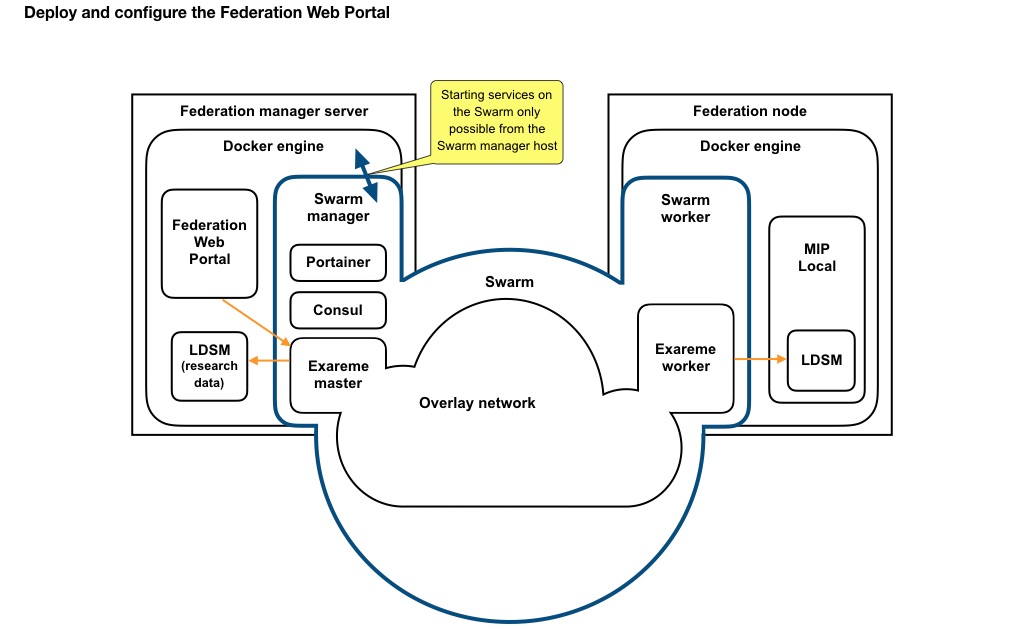 Deploy and configure the Federation Web Portal
Starting services on
the Swarm only
possible from the
Swarm manager host
Federation manager server
Docker engine
Federation
Web
Portal
LDSM
(research
data)
Swarm
manager
Portainer
Consul
Exareme
master
Swarm
Overlay network
Federation node
Docker engine
Swarm
worker
Exareme
worker
MIP
Local
LDSM